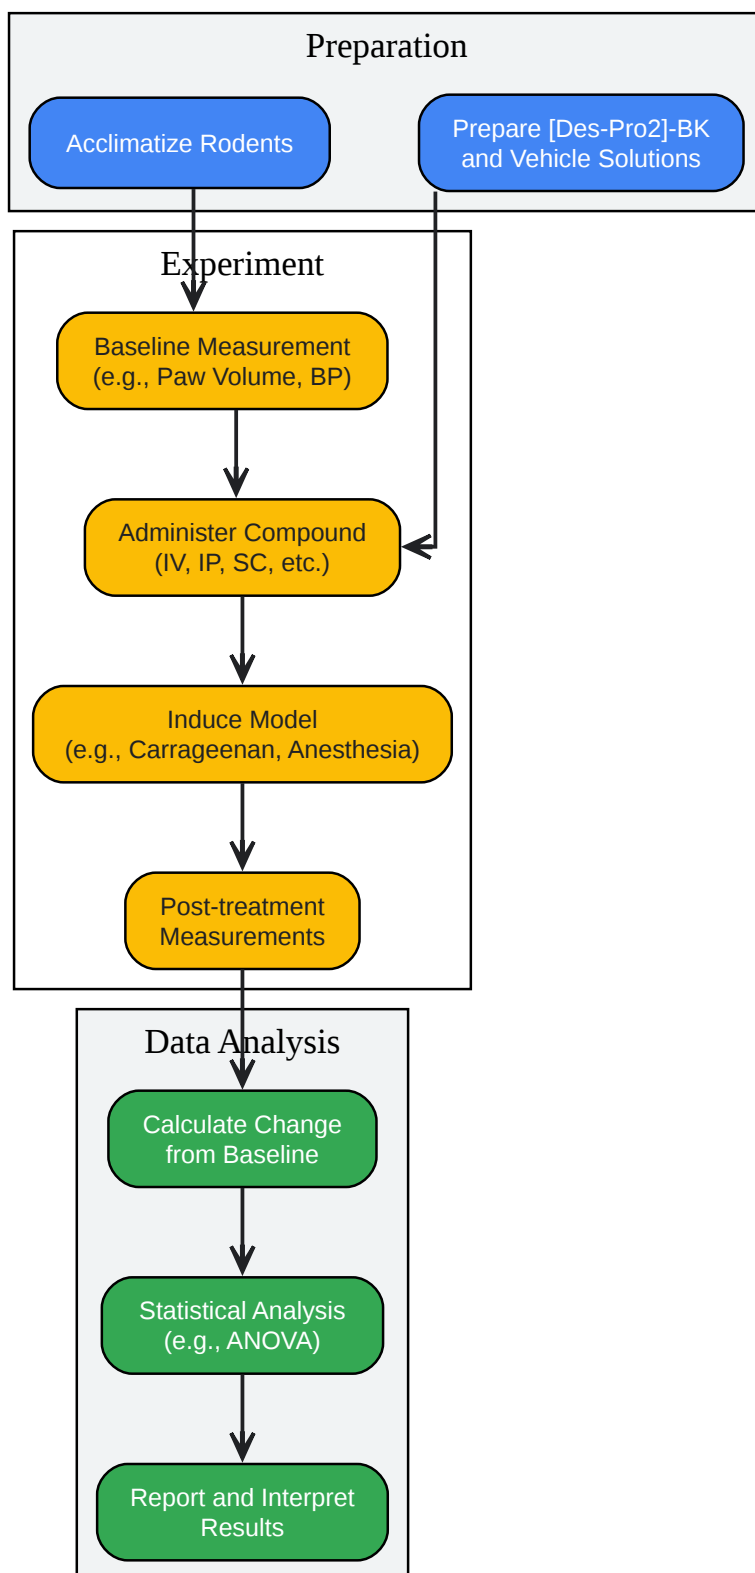 Preparation
Acclimatize Rodents
Prepare [Des-Pro2]-BK
and Vehicle Solutions
Experiment
Baseline Measurement
(e.g., Paw Volume, BP)
Administer Compound
(IV, IP, SC, etc.)
Induce Model
(e.g., Carrageenan, Anesthesia)
Post-treatment
Measurements
Data Analysis
Calculate Change
from Baseline
Statistical Analysis
(e.g., ANOVA)
Report and Interpret
Results